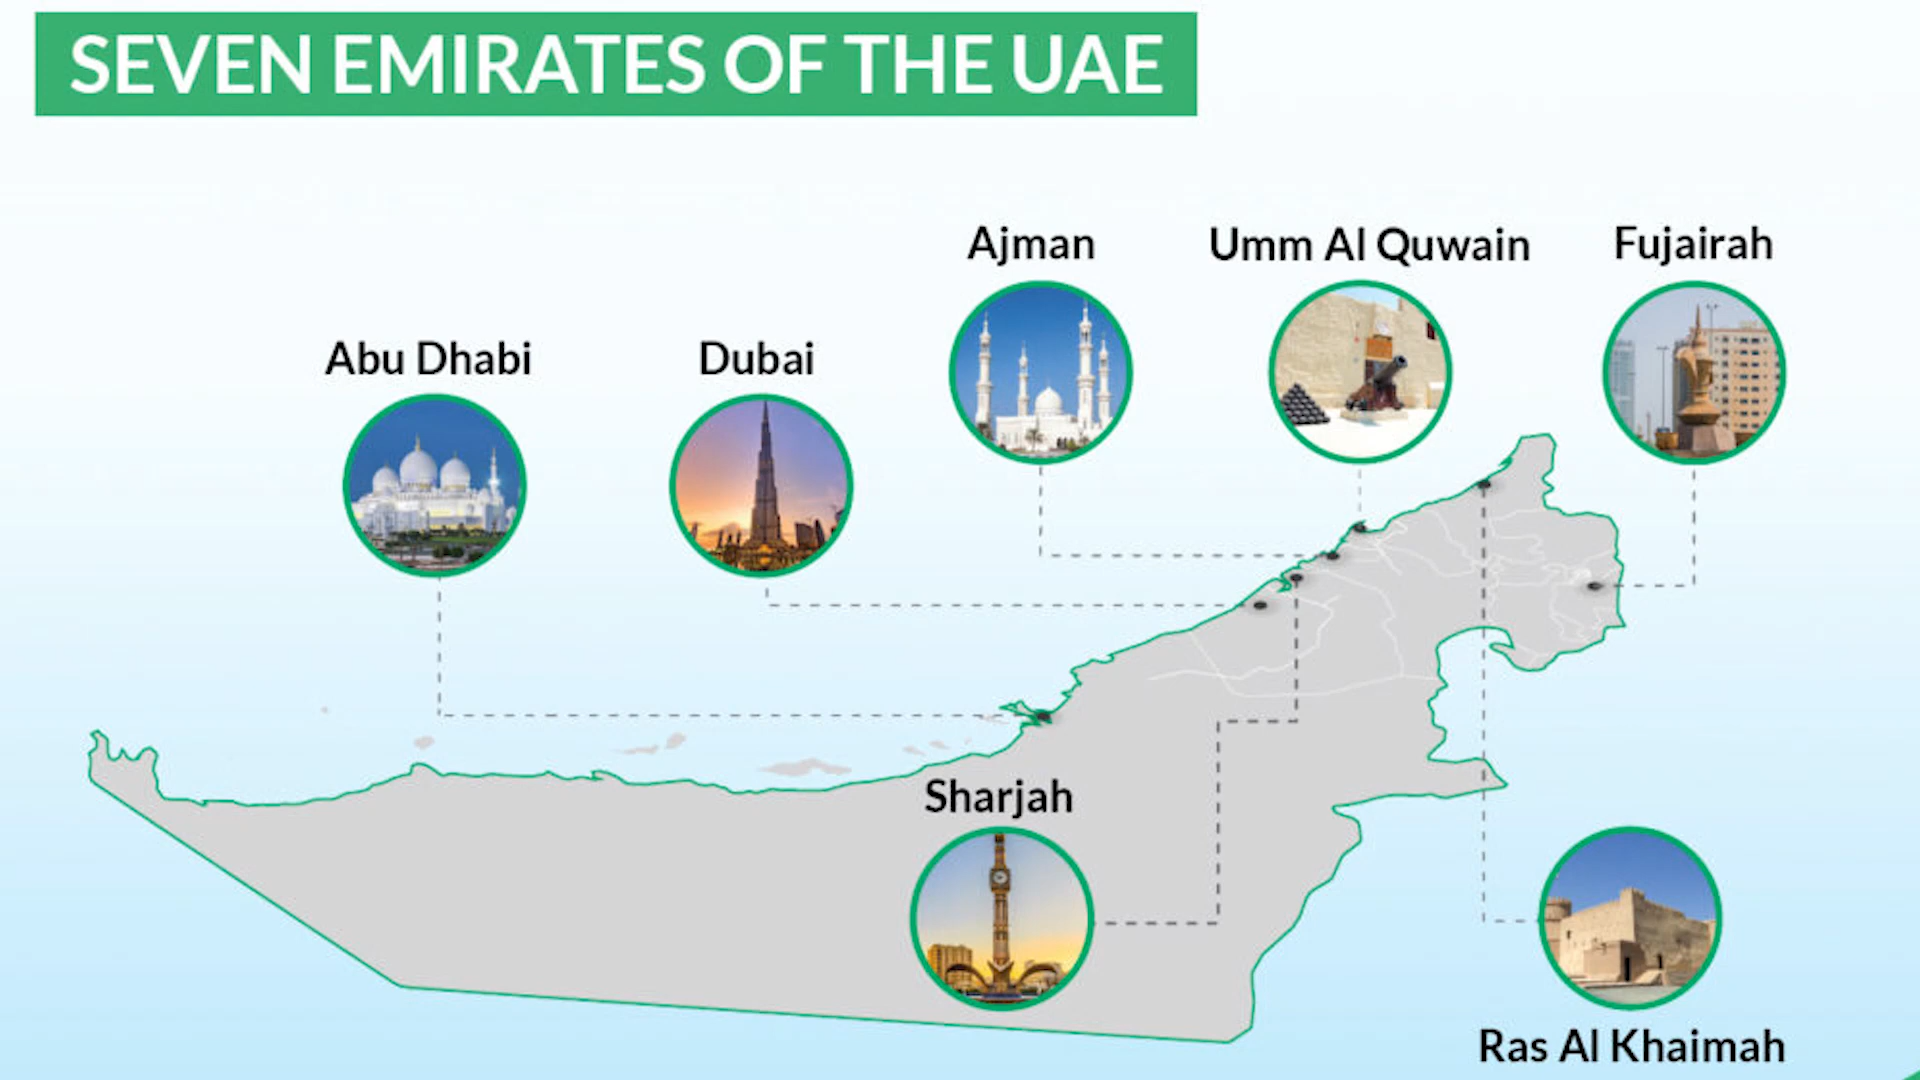 SEVEN EMIRATES OF THE UAE
Ajman
Umm Al Quwain
Fujairah
Abu Dhabi
Dubai
Sharjah
Ras Al Khaimah